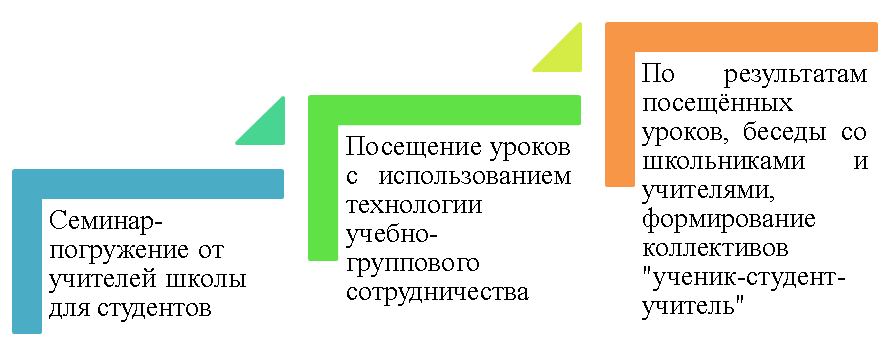 Семинар-
погружение от
учителей школы
для студентов
Посещение уроков
с использованием
технологии
учебно-
группового
сотрудничества
По результатам
посещённых
уроков, беседы со
школьниками и
учителями,
формирование
коллективов
"ученик-студент-
учитель"